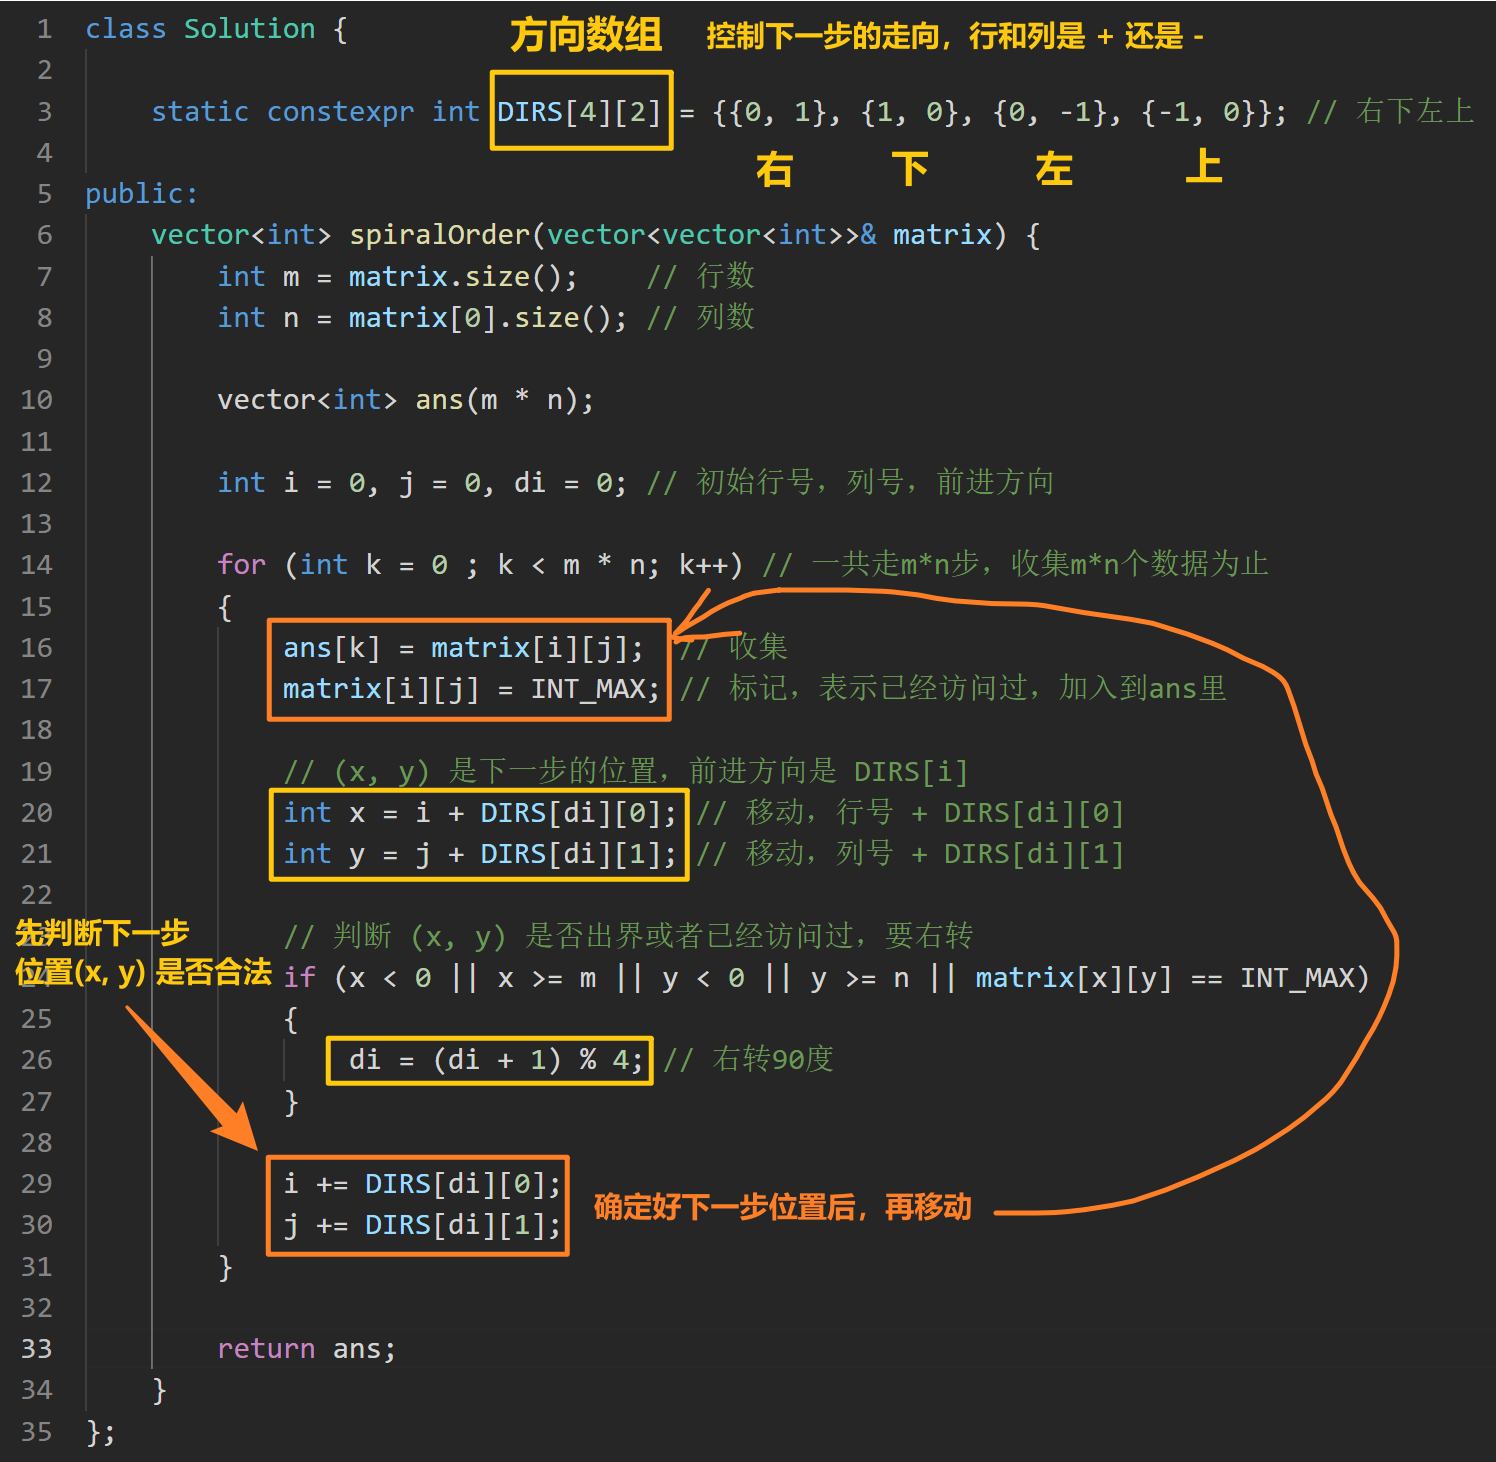 方向数组 控制下一步的走向，行和列是 + 还是 -
1 class Solution {
2
3 static constexpr int DIRS[4][2] = {{0, 1}, {1, 0}, {0, -1}, {-1, 0}}; // 右下左上
4
右 下 左 上
5 public:
6 vector<int> spiralOrder(vector<vector<int>>& matrix) {
7 int m = matrix.size(); // 行数
8 int n = matrix[0].size(); // 列数
9
10 vector<int> ans(m * n);
11
12 int i = 0, j = 0, di = 0; // 初始行号，列号，前进方向
13
14 for (int k = 0 ; k < m * n; k++) // 一共走m*n步，收集m*n个数据为止
15 {
16 ans[k] = matrix[i][j]; // 收集
17 matrix[i][j] = INT_MAX; // 标记，表示已经访问过，加入到ans里
18
19 // (x, y) 是下一步的位置，前进方向是 DIRS[i]
20 int x = i + DIRS[di][0]; // 移动，行号 + DIRS[di][0]
21 int y = j + DIRS[di][1]; // 移动，列号 + DIRS[di][1]
22
先判断下一步
位置(x, y) 是否合法
23 // 判断 (x, y) 是否出界或者已经访问过，要右转
24 if (x < 0 || x >= m || y < 0 || y >= n || matrix[x][y] == INT_MAX)
25 {
26 di = (di + 1) % 4; // 右转90度
27 }
28
29 i += DIRS[di][0];
确定好下一步位置后，再移动
30 j += DIRS[di][1];
31 }
32
33 return ans;
34 }
35 };